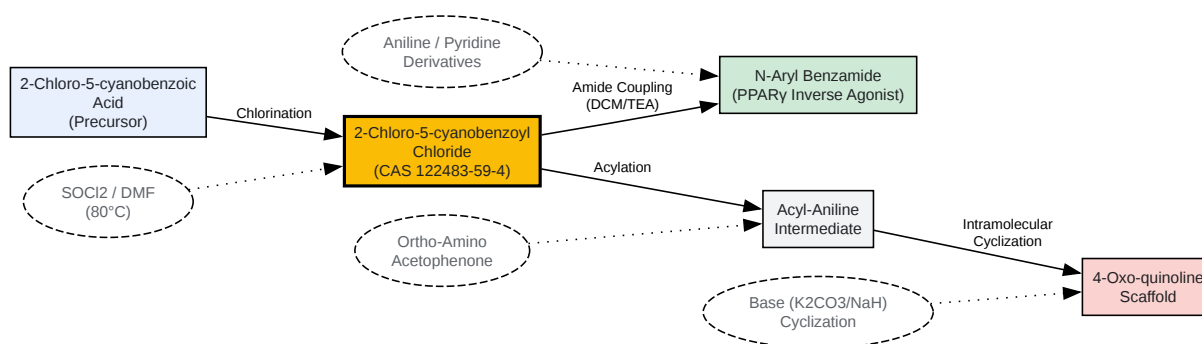 2-Chloro-5-cyanobenzoic
Acid
(Precursor)
Chlorination
SOCl2 / DMF
(80°C)
2-Chloro-5-cyanobenzoyl
Chloride
(CAS 122483-59-4)
Aniline / Pyridine
Derivatives
Amide Coupling
(DCM/TEA)
N-Aryl Benzamide
(PPARγ Inverse Agonist)
Acylation
Ortho-Amino
Acetophenone
Acyl-Aniline
Intermediate
Intramolecular
Cyclization
Base (K2CO3/NaH)
Cyclization
4-Oxo-quinoline
Scaffold